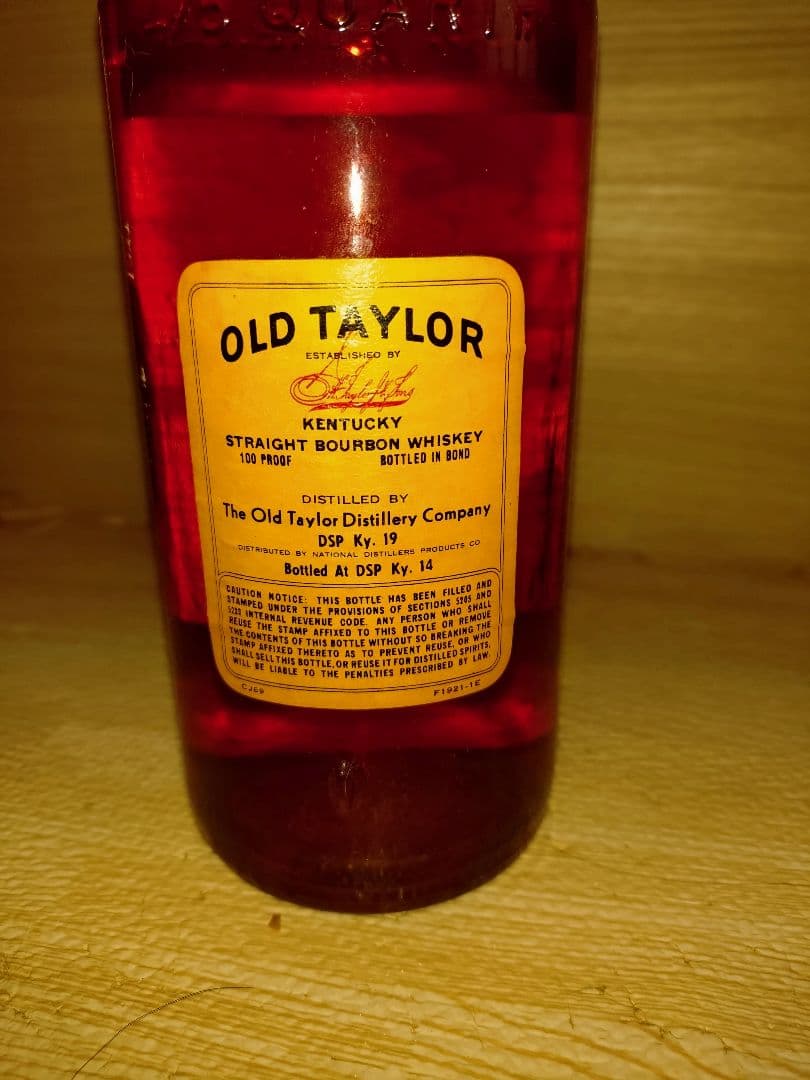 4/5 QUART
OLD TAYLOR
ESTABLISHED BY
KENTUCKY
STRAIGHT BOURBON WHISKEY
100 PROOF BOTTLED IN BOND
DISTILLED BY
The Old Taylor Distillery Company
DSP Ky. 19
DISTRIBUTED BY NATIONAL DISTILLERS PRODUCTS CO
Bottled At DSP Ky. 14
CAUTION NOTICE: THIS BOTTLE HAS BEEN FILLED AND
STAMPED UNDER THE PROVISIONS OF SECTIONS 5205 AND
5233 INTERNAL REVENUE CODE. ANY PERSON WHO SHALL
REUSE THE STAMP AFFIXED TO THIS BOTTLE OR REMOVE
THE CONTENTS OF THIS BOTTLE WITHOUT SO BREAKING THE
STAMP AFFIXED THERETO AS TO PREVENT REUSE, OR WHO
SHALL SELL THIS BOTTLE, OR REUSE IT FOR DISTILLED SPIRITS,
WILL BE LIABLE TO THE PENALTIES PRESCRIBED BY LAW.
CJ69 F1921-1E